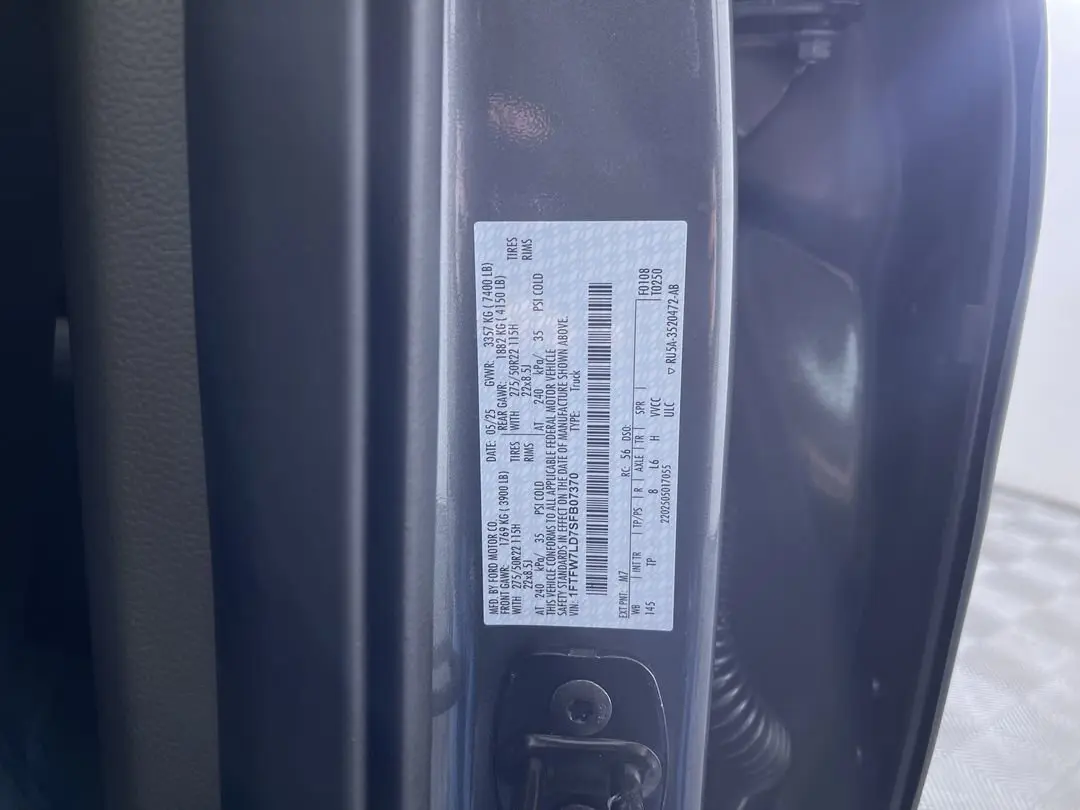 MFD. BY FORD MOTOR CO. DATE: 05/25 GVWR: 3357 KG ( 7400 LB)
FRONT GAWR: 1769 KG ( 3900 LB) REAR GAWR: 1882 KG ( 4150 LB)
WITH 275/50R22 115H TIRES WITH 275/50R22 115H TIRES
22x8.5J RIMS 22x8.5J RIMS
AT 240 kPa/ 35 PSI COLD AT 240 kPa/ 35 PSI COLD
THIS VEHICLE CONFORMS TO ALL APPLICABLE FEDERAL MOTOR VEHICLE
SAFETY STANDARDS IN EFFECT ON THE DATE OF MANUFACTURE SHOWN ABOVE.
VIN: 1FTFW7LD7SFB07370 TYPE: Truck
F0108
T0250
EXT PNT: M7 RC: 56 DSO:
WB | INT TR | TP/PS | R | AXLE | TR | SPR |
145 TP 8 L6 H VVCC
ULC
2202505017055 ▽ RU5A-3520472-AB